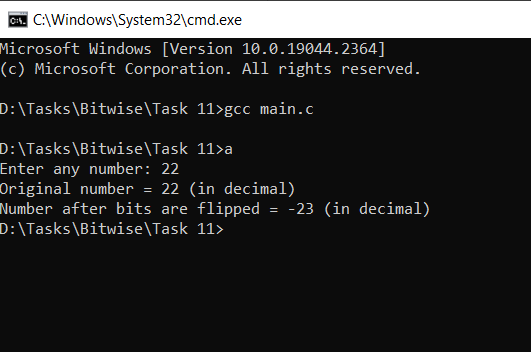 C:\Windows\System32\cmd.exe
Microsoft Windows [Version 10.0.19044.2364]
(c) Microsoft Corporation. All rights reserved.
D:\Tasks\Bitwise\Task 11>gcc main.c
D:\Tasks\Bitwise\Task 11>a
Enter any number: 22
Original number = 22 (in decimal)
Number after bits are flipped = -23 (in decimal)
D:\Tasks\Bitwise\Task 11>